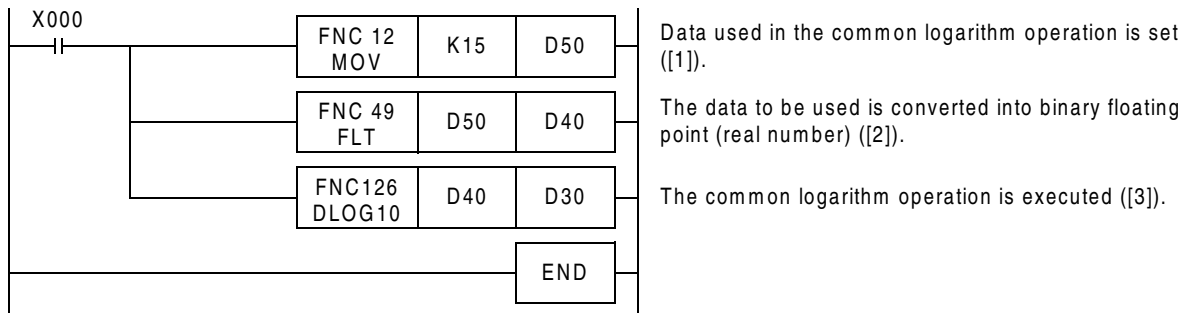 X000
FNC 12
MOV
K15
D50
Data used in the common logarithm operation is set
([1]).
FNC 49
FLT
D50
D40
The data to be used is converted into binary floating
point (real number) ([2]).
FNC126
DLOG10
D40
D30
The common logarithm operation is executed ([3]).
END